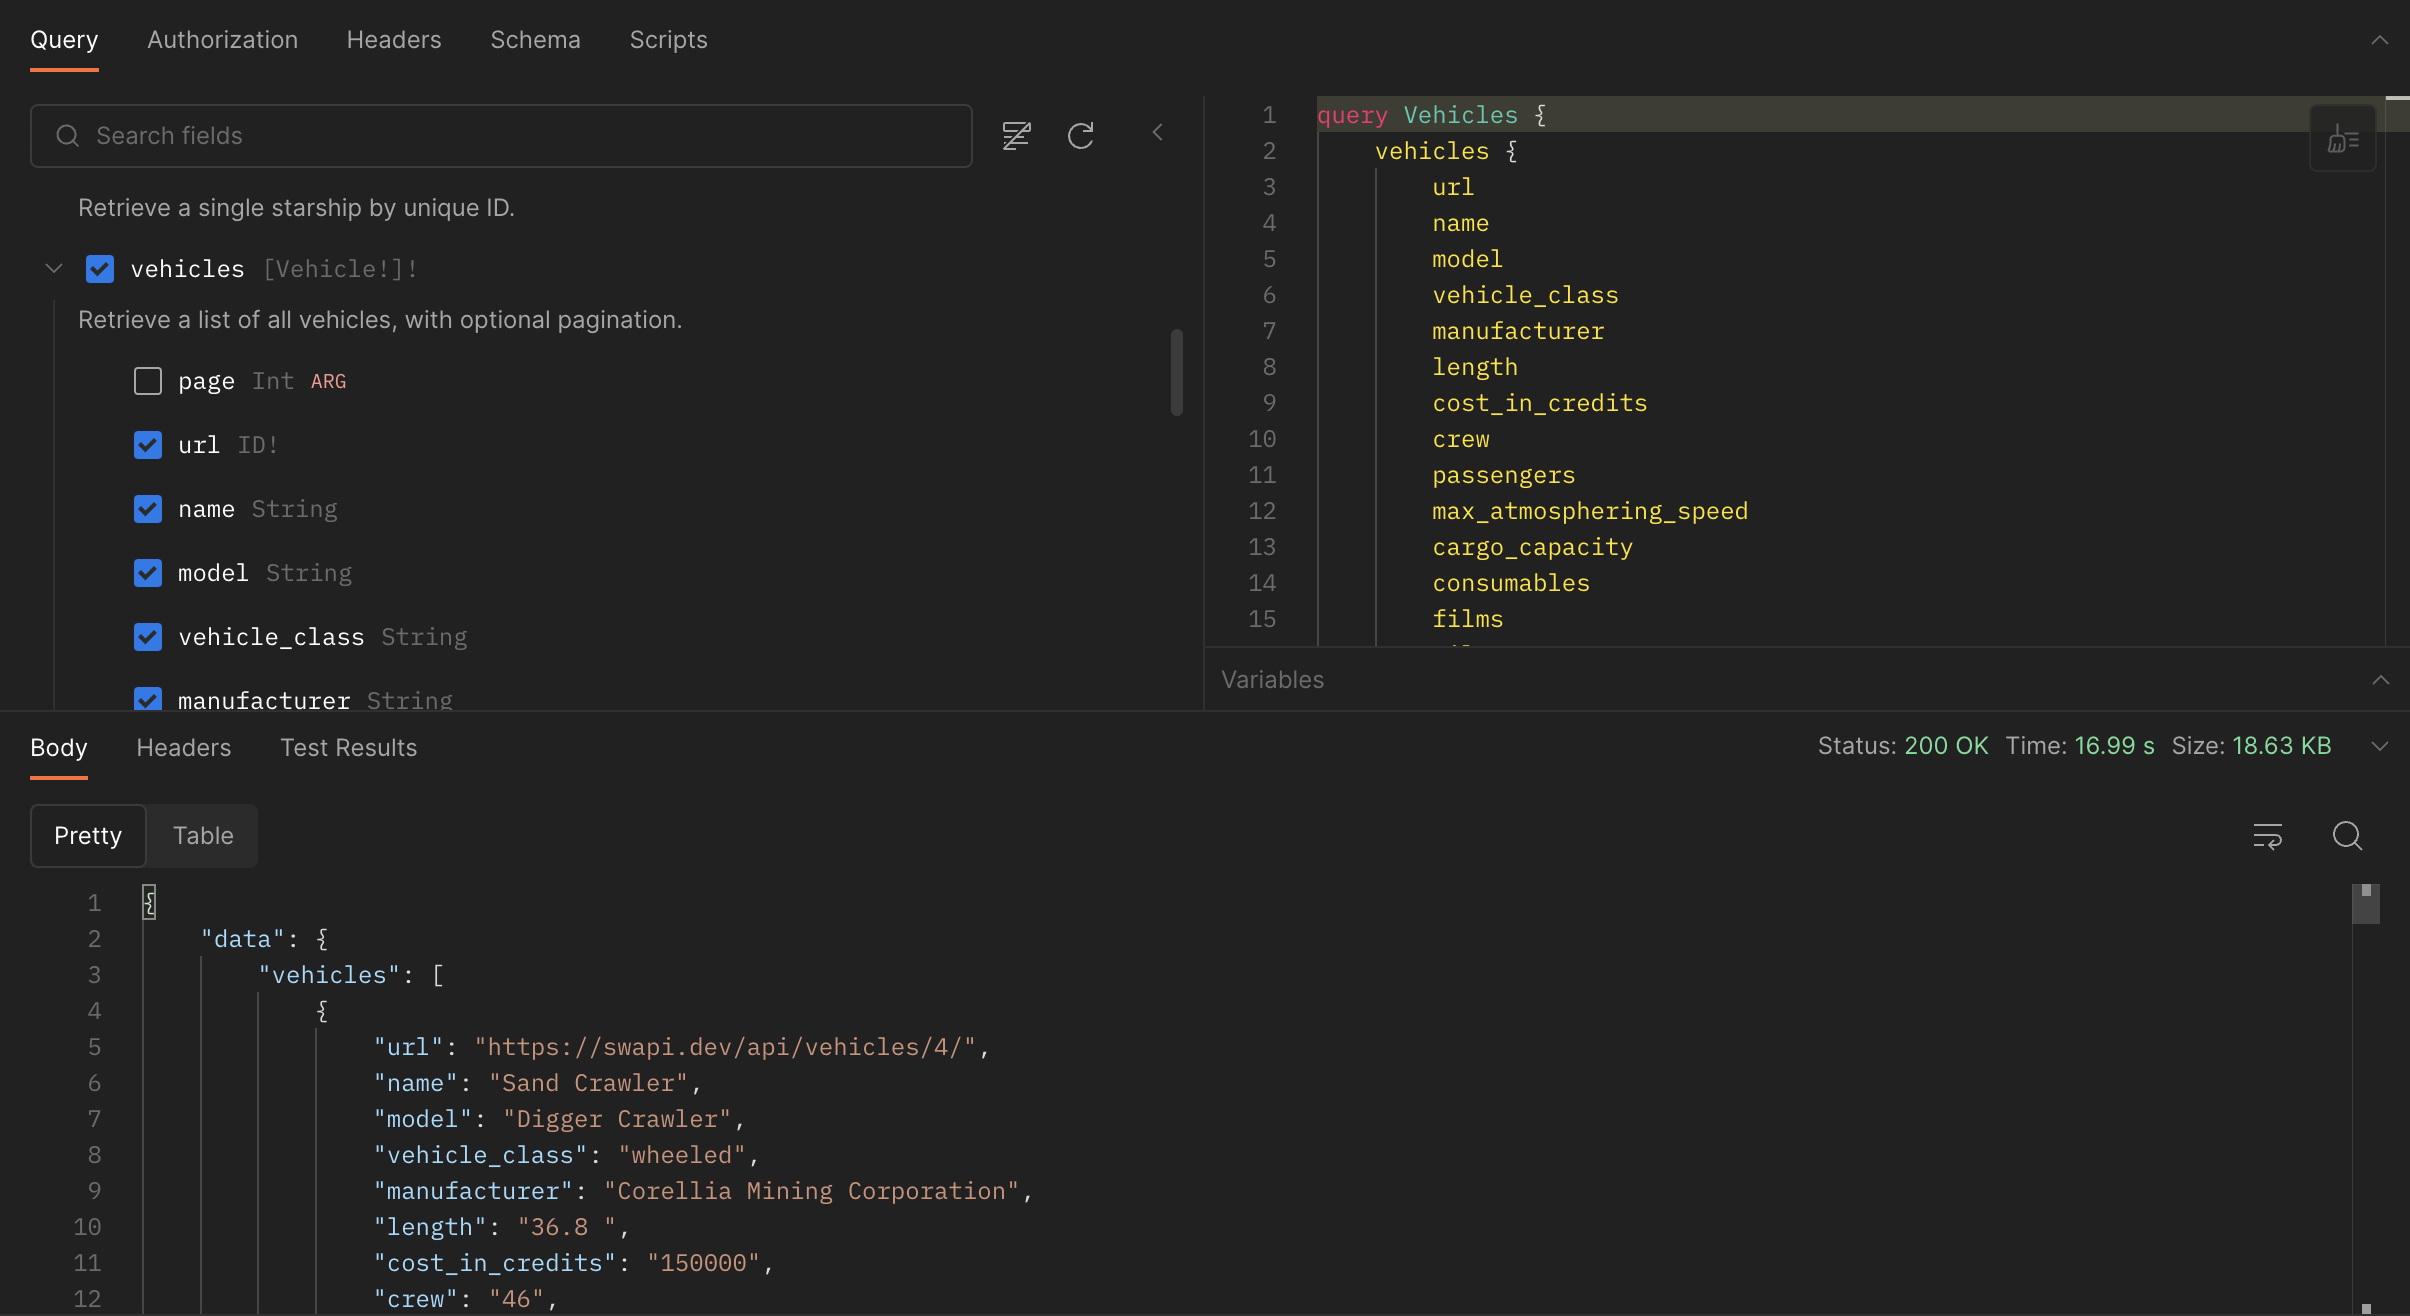 Query Authorization Headers Schema Scripts
Search fields
Retrieve a single starship by unique ID.
vehicles [Vehicle!]!
Retrieve a list of all vehicles, with optional pagination.
page Int ARG
url ID!
name String
model String
vehicle_class String
manufacturer String
1 query Vehicles {
2 vehicles {
3 url
4 name
5 model
6 vehicle_class
7 manufacturer
8 length
9 cost_in_credits
10 crew
11 passengers
12 max_atmosphering_speed
13 cargo_capacity
14 consumables
15 films
Variables
Body Headers Test Results
Status: 200 OK Time: 16.99 s Size: 18.63 KB
Pretty Table
1 {
2 "data": {
3 "vehicles": [
4 {
5 "url": "https://swapi.dev/api/vehicles/4/",
6 "name": "Sand Crawler",
7 "model": "Digger Crawler",
8 "vehicle_class": "wheeled",
9 "manufacturer": "Corellia Mining Corporation",
10 "length": "36.8 ",
11 "cost_in_credits": "150000",
12 "crew": "46",